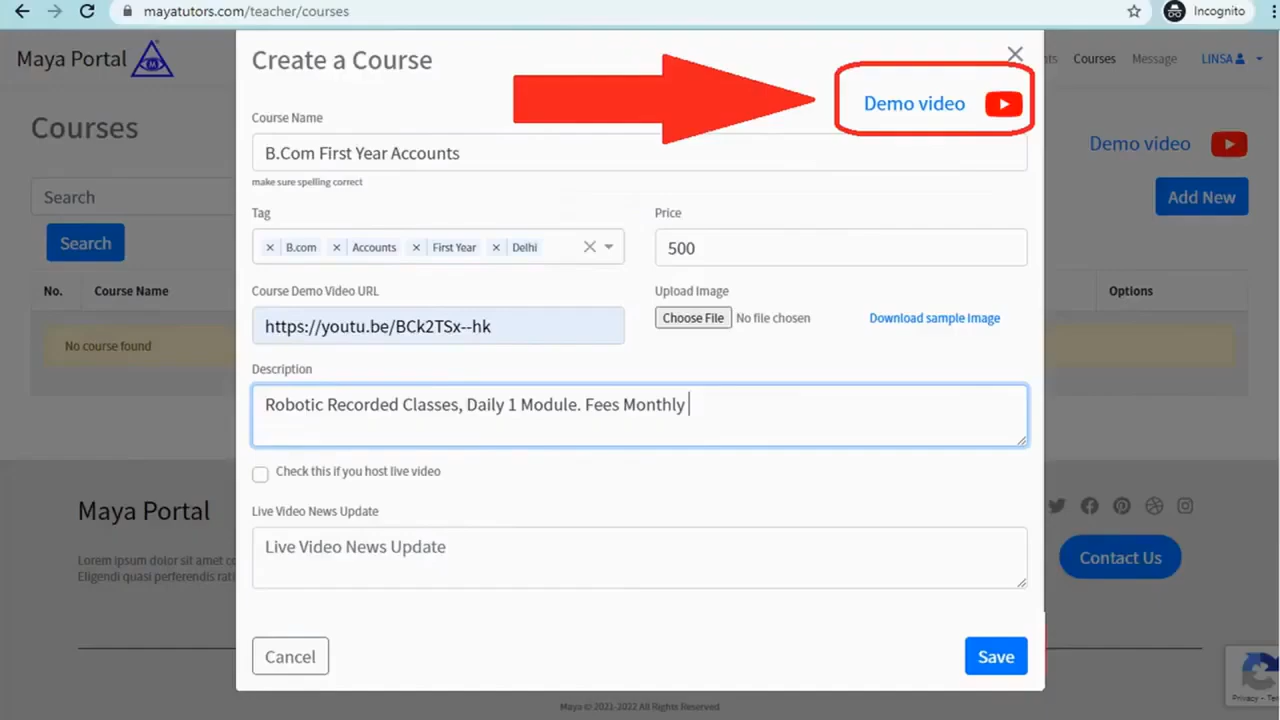 mayatutors.com/teacher/courses
Incognito
Maya Portal
Create a Course
nts Courses Message LINSA
Demo video
Courses
Course Name
Demo video
B.Com First Year Accounts
make sure spelling correct
Search
Add New
Tag
Price
× B.com × Accounts × First Year × Delhi
500
Search
No. Course Name
Course Demo Video URL
Upload Image
Options
https://youtu.be/BCk2TSx--hk
Choose File No file chosen
Download sample Image
No course found
Description
Robotic Recorded Classes, Daily 1 Module. Fees Monthly
Check this if you host live video
Maya Portal
Live Video News Update
Live Video News Update
Lorem ipsum dolor sit amet co
Eligendi quasi perferendis rati
Contact Us
Cancel
Save
Privacy - Ter
Maya © 2021-2022 All Rights Reserved